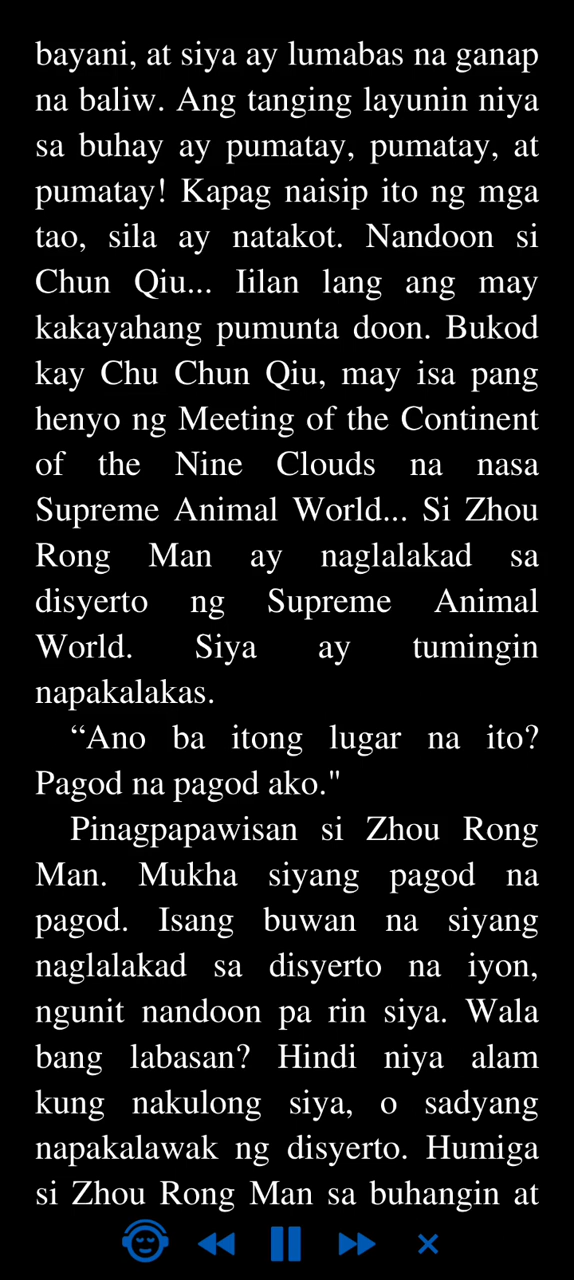 bayani, at siya ay lumabas na ganap
na baliw. Ang tanging layunin niya
sa buhay ay pumatay, pumatay, at
pumatay! Kapag naisip ito ng mga
tao, sila ay natakot. Nandoon si
Chun Qiu... Iilan lang ang may
kakayahang pumunta doon. Bukod
kay Chu Chun Qiu, may isa pang
henyo ng Meeting of the Continent
of the Nine Clouds na nasa
Supreme Animal World... Si Zhou
Rong Man ay naglalakad sa
disyerto ng Supreme Animal
World. Siya ay tumingin
napakalakas.
“Ano ba itong lugar na ito?
Pagod na pagod ako."
Pinagpapawisan si Zhou Rong
Man. Mukha siyang pagod na
pagod. Isang buwan na siyang
naglalakad sa disyerto na iyon,
ngunit nandoon pa rin siya. Wala
bang labasan? Hindi niya alam
kung nakulong siya, o sadyang
napakalawak ng disyerto. Humiga
si Zhou Rong Man sa buhangin at